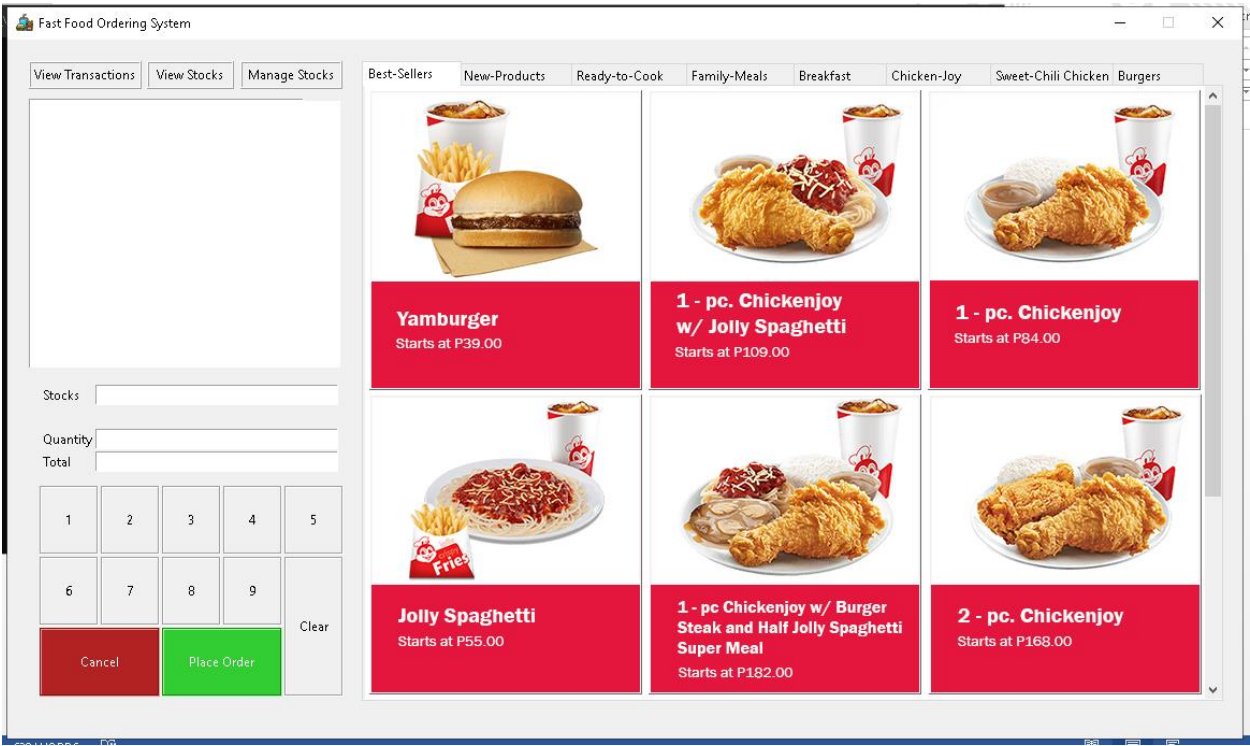 Fast Food Ordering System
View Transactions View Stocks Manage Stocks
Best-Sellers New-Products Ready-to-Cook Family-Meals Breakfast Chicken-Joy Sweet-Chili Chicken Burgers
Yamburger
Starts at P39.00
1 - pc. Chickenjoy
w/ Jolly Spaghetti
Starts at P109.00
1 - pc. Chickenjoy
Starts at P84.00
Stocks
Quantity
Total
1 2 3 4 5
6 7 8 9
Clear
Cancel Place Order
Fries
Jolly Spaghetti
Starts at P55.00
1 - pc Chickenjoy w/ Burger
Steak and Half Jolly Spaghetti
Super Meal
Starts at P182.00
2 - pc. Chickenjoy
Starts at P168.00